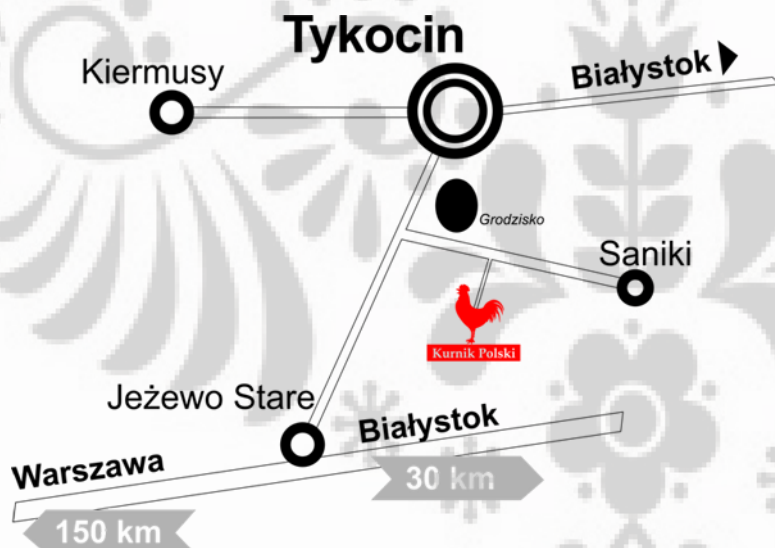 Tykocin
Kiermusy
Białystok
Grodzisko
Saniki
Kurnik Polski
Jeżewo Stare
Białystok
Warszawa
30 km
150 km